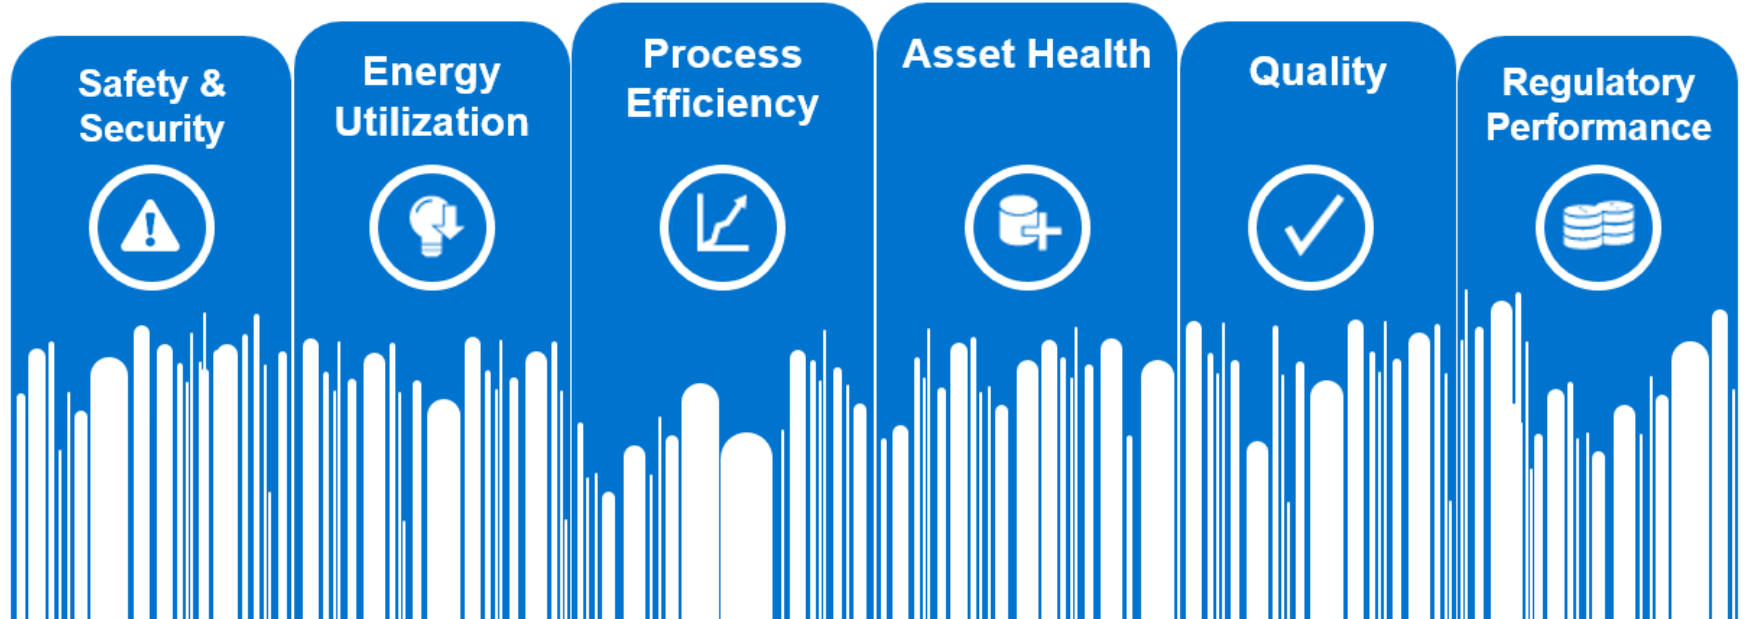 Safety &
Security
Energy
Utilization
Process
Efficiency
Asset Health
Quality
Regulatory
Performance